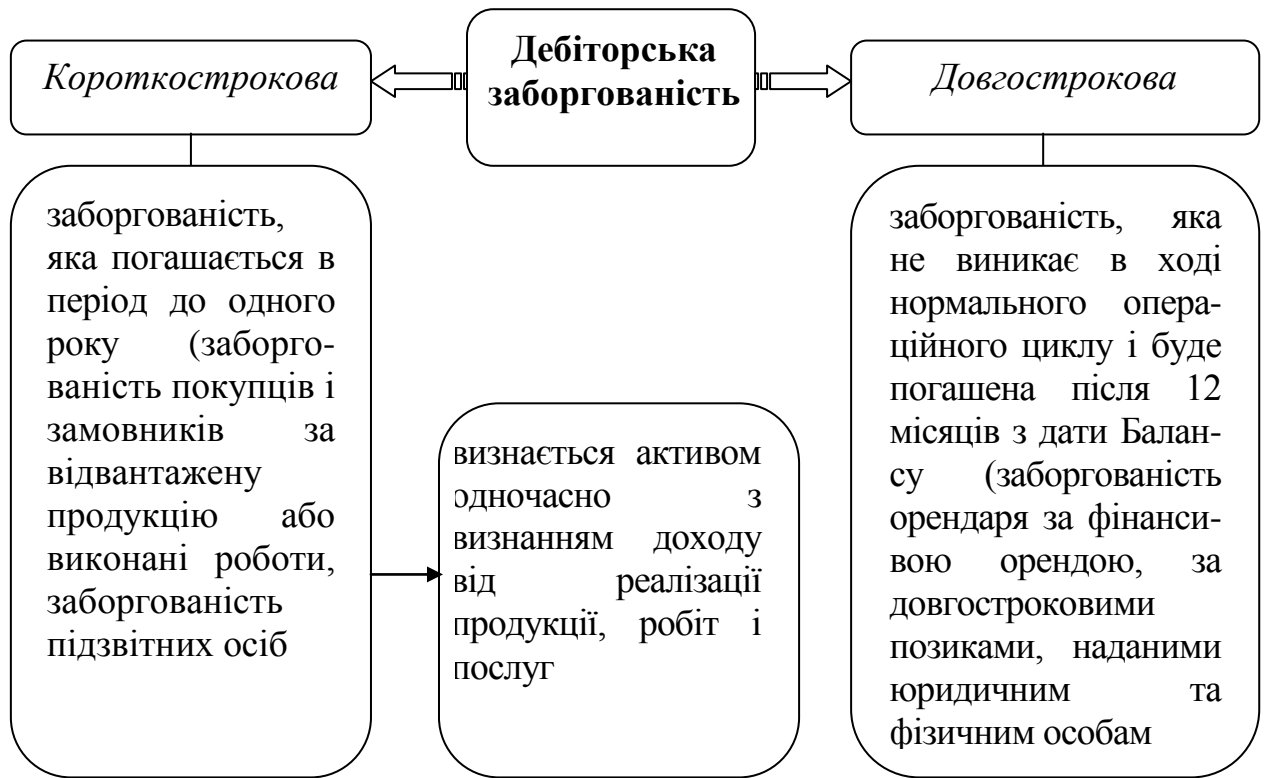 Дебіторська
заборгованість
Короткострокова
Довгострокова
заборгованість,
яка погашається в
період до одного
року (заборго-
ваність покупців і
замовників за
відвантажену
продукцію або
виконані роботи,
заборгованість
підзвітних осіб
визнається активом
одночасно з
визнанням доходу
від реалізації
продукції, робіт і
послуг
заборгованість, яка
не виникає в ході
нормального опера-
ційного циклу і буде
погашена після 12
місяців з дати Балан-
су (заборгованість
орендаря за фінанси-
вою орендою, за
довгостроковими
позиками, наданими
юридичним та
фізичним особам